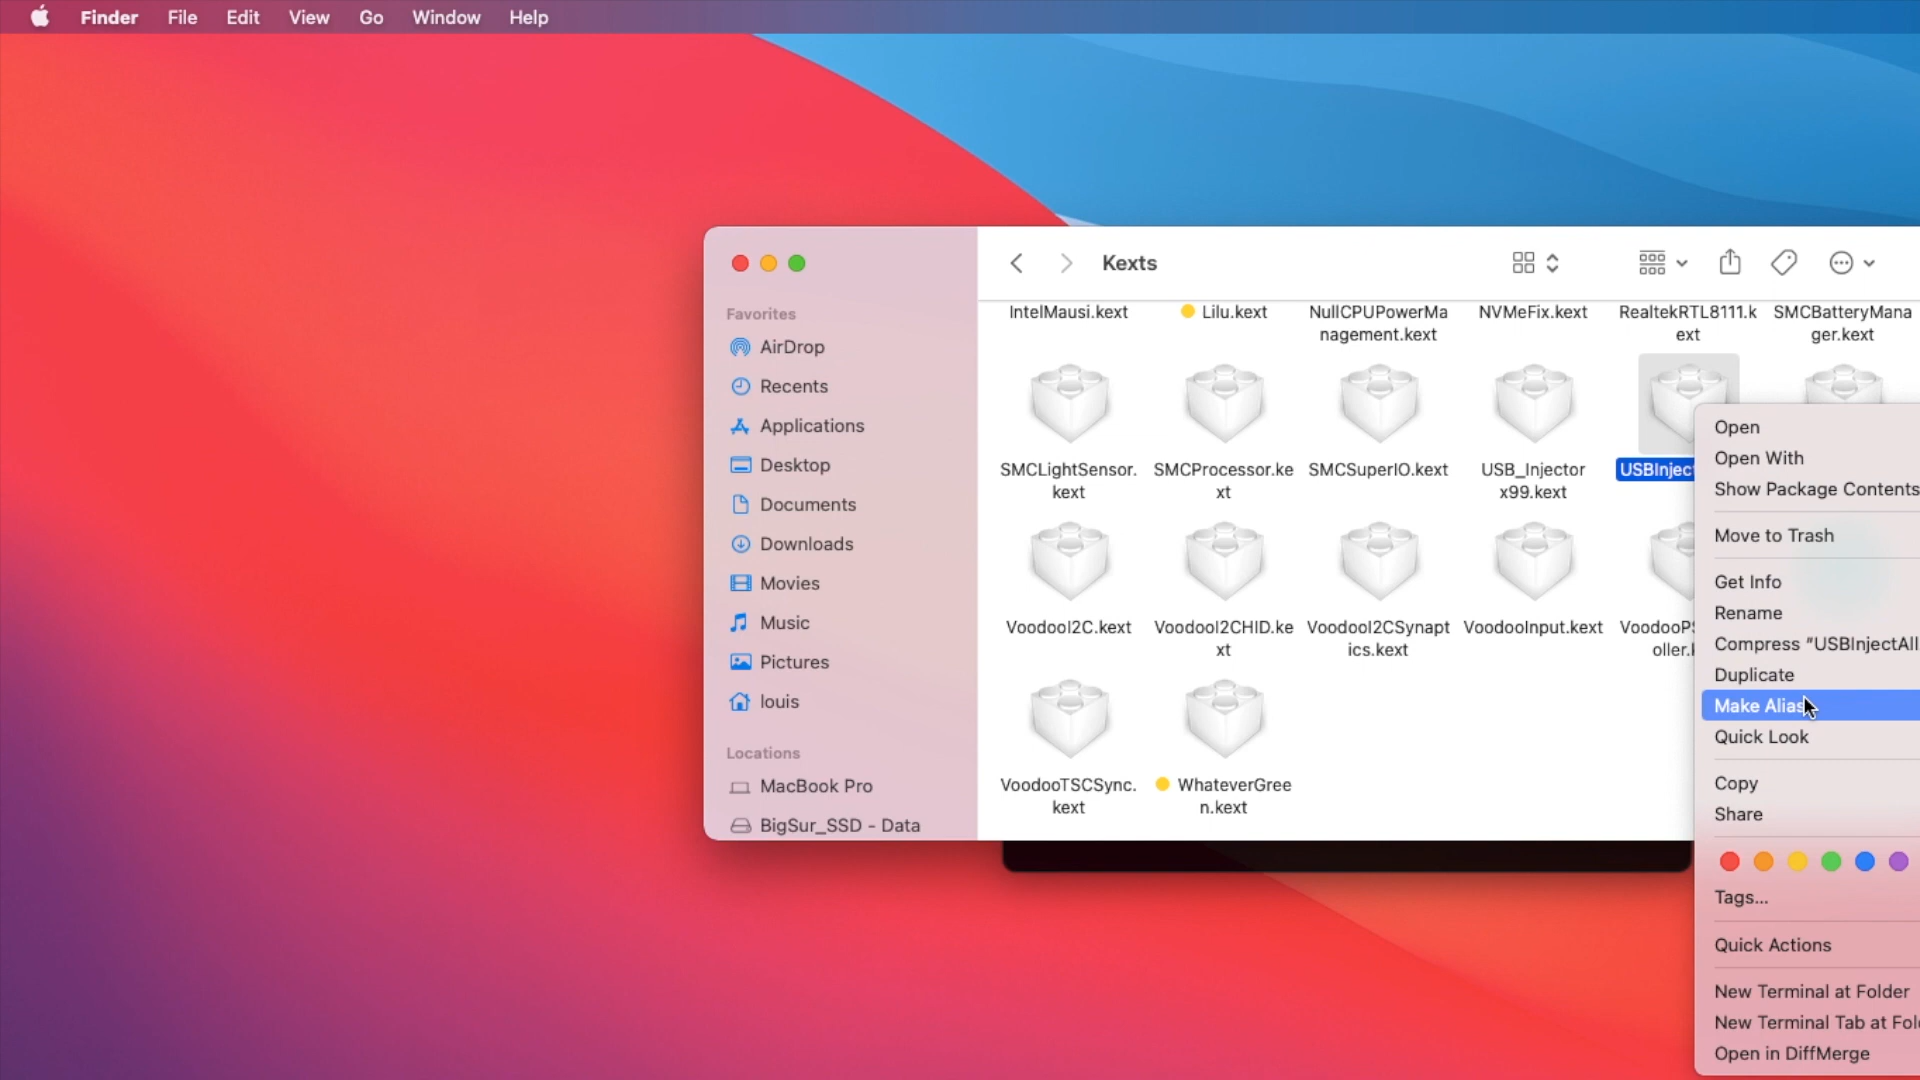 Finder File Edit View Go Window Help
Kexts
Favorites
AirDrop
Recents
Applications
Desktop
Documents
Downloads
Movies
Music
Pictures
louis
Locations
MacBook Pro
BigSur_SSD - Data
IntelMausi.kext
Lilu.kext
NullCPUPowerMa
nagement.kext
NVMeFix.kext
RealtekRTL8111.k
ext
SMCBatteryMana
ger.kext
SMCLightSensor.
kext
SMCProcessor.ke
xt
SMCSuperIO.kext
USB_Injector
x99.kext
USBInject
VoodooI2C.kext
VoodooI2CHID.ke
xt
VoodooI2CSynapt
ics.kext
VoodooInput.kext
VoodooPS
oller.k
VoodooTSCSync.
kext
WhateverGree
n.kext
Open
Open With
Show Package Contents
Move to Trash
Get Info
Rename
Compress "USBInjectAll
Duplicate
Make Alias
Quick Look
Copy
Share
Tags...
Quick Actions
New Terminal at Folder
New Terminal Tab at Fol
Open in DiffMerge